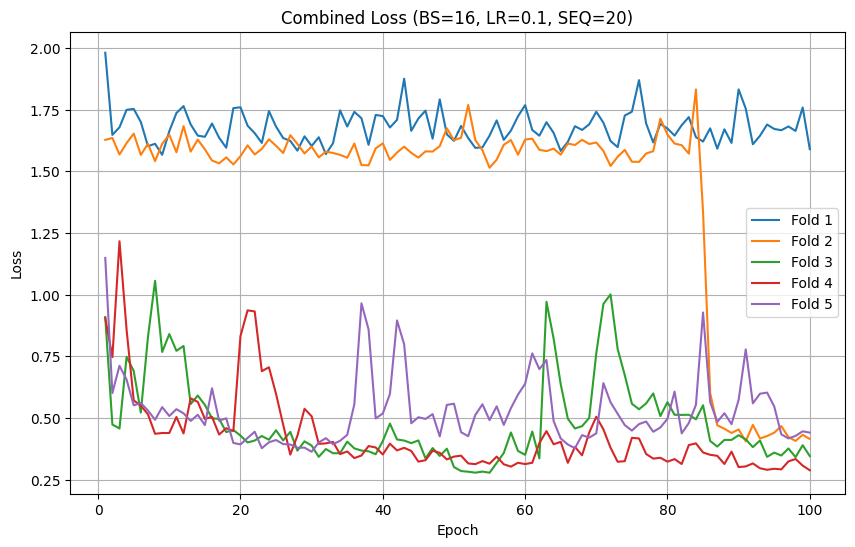 Combined Loss (BS=16, LR=0.1, SEQ=20)
2.00
1.75
1.50
1.25
1.00
0.75
0.50
0.25
Loss
Fold 1
Fold 2
Fold 3
Fold 4
Fold 5
0 20 40 60 80 100
Epoch